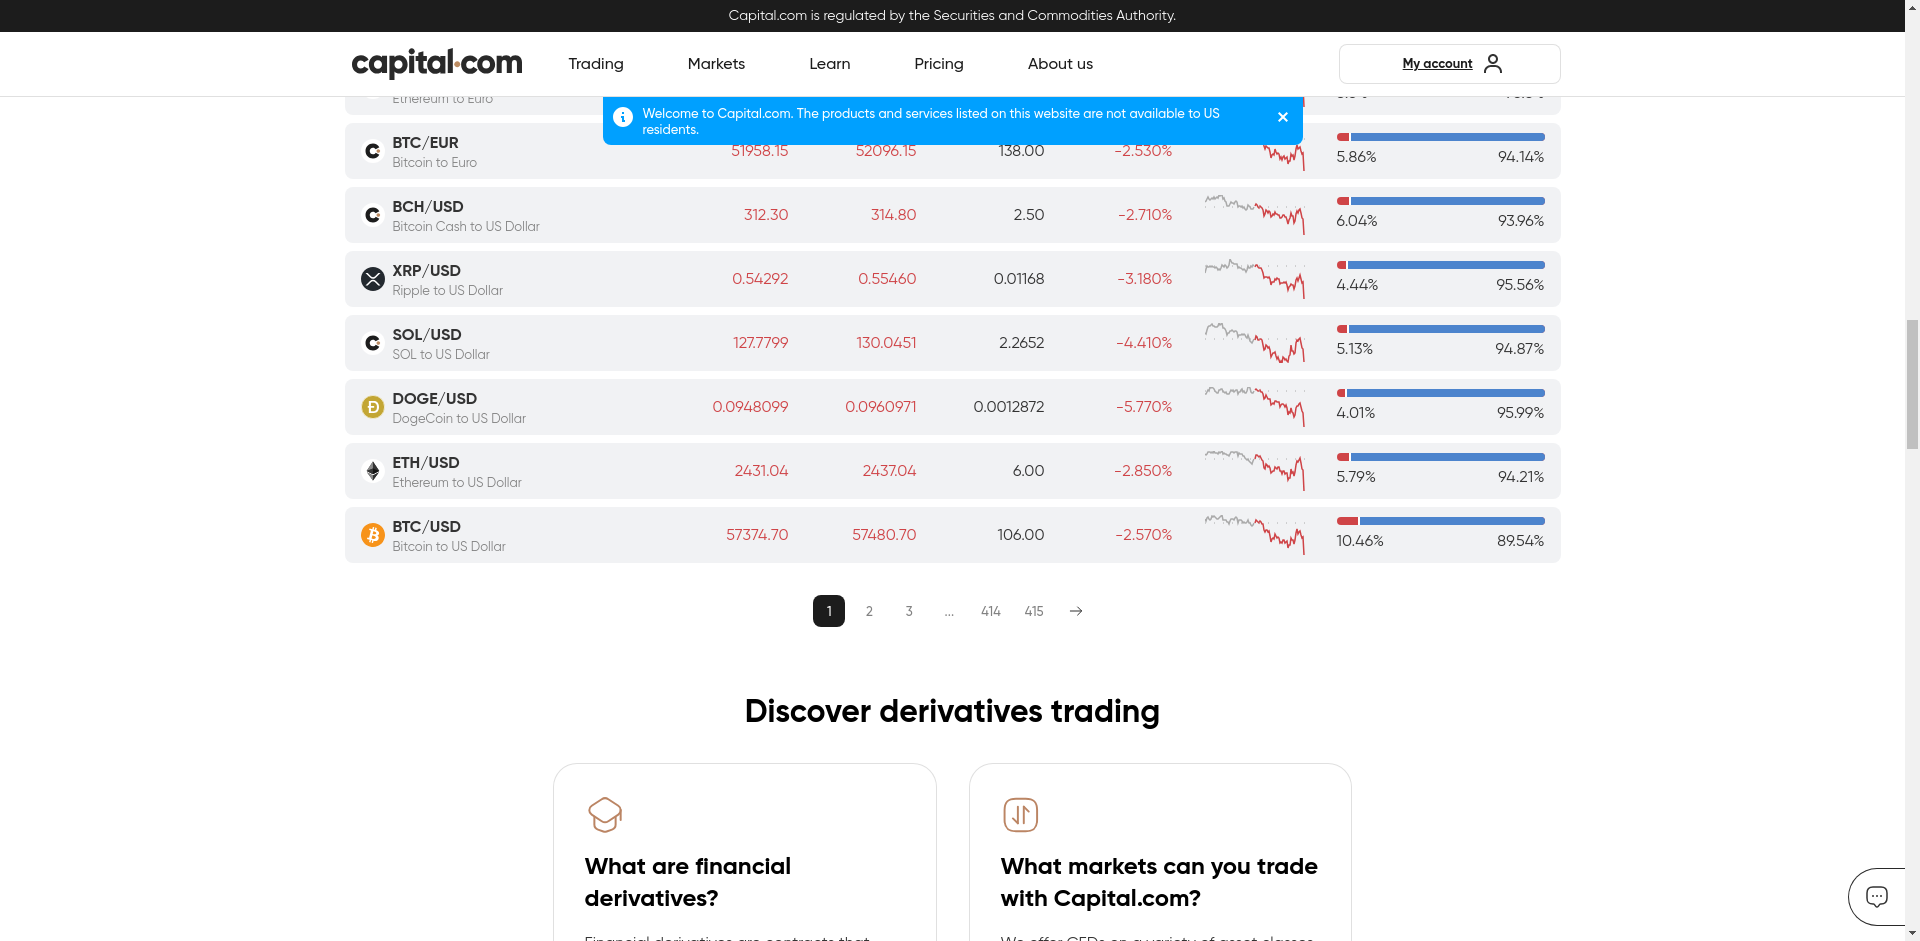 Capital.com is regulated by the Securities and Commodities Authority.
capital.com Trading Markets Learn Pricing About us My account
Ethereum to Euro
Welcome to Capital.com. The products and services listed on this website are not available to US
residents.
BTC/EUR
Bitcoin to Euro
51958.15 52096.15 138.00 -2.530% 5.86% 94.14%
BCH/USD
Bitcoin Cash to US Dollar
312.30 314.80 2.50 -2.710% 6.04% 93.96%
XRP/USD
Ripple to US Dollar
0.54292 0.55460 0.01168 -3.180% 4.44% 95.56%
SOL/USD
SOL to US Dollar
127.7799 130.0451 2.2652 -4.410% 5.13% 94.87%
DOGE/USD
DogeCoin to US Dollar
0.0948099 0.0960971 0.0012872 -5.770% 4.01% 95.99%
ETH/USD
Ethereum to US Dollar
2431.04 2437.04 6.00 -2.850% 5.79% 94.21%
BTC/USD
Bitcoin to US Dollar
57374.70 57480.70 106.00 -2.570% 10.46% 89.54%
1 2 3 ... 414 415
Discover derivatives trading
What are financial
derivatives?
Financial derivatives are contracts that
What markets can you trade
with Capital.com?
We offer CFDs on a variety of asset classes